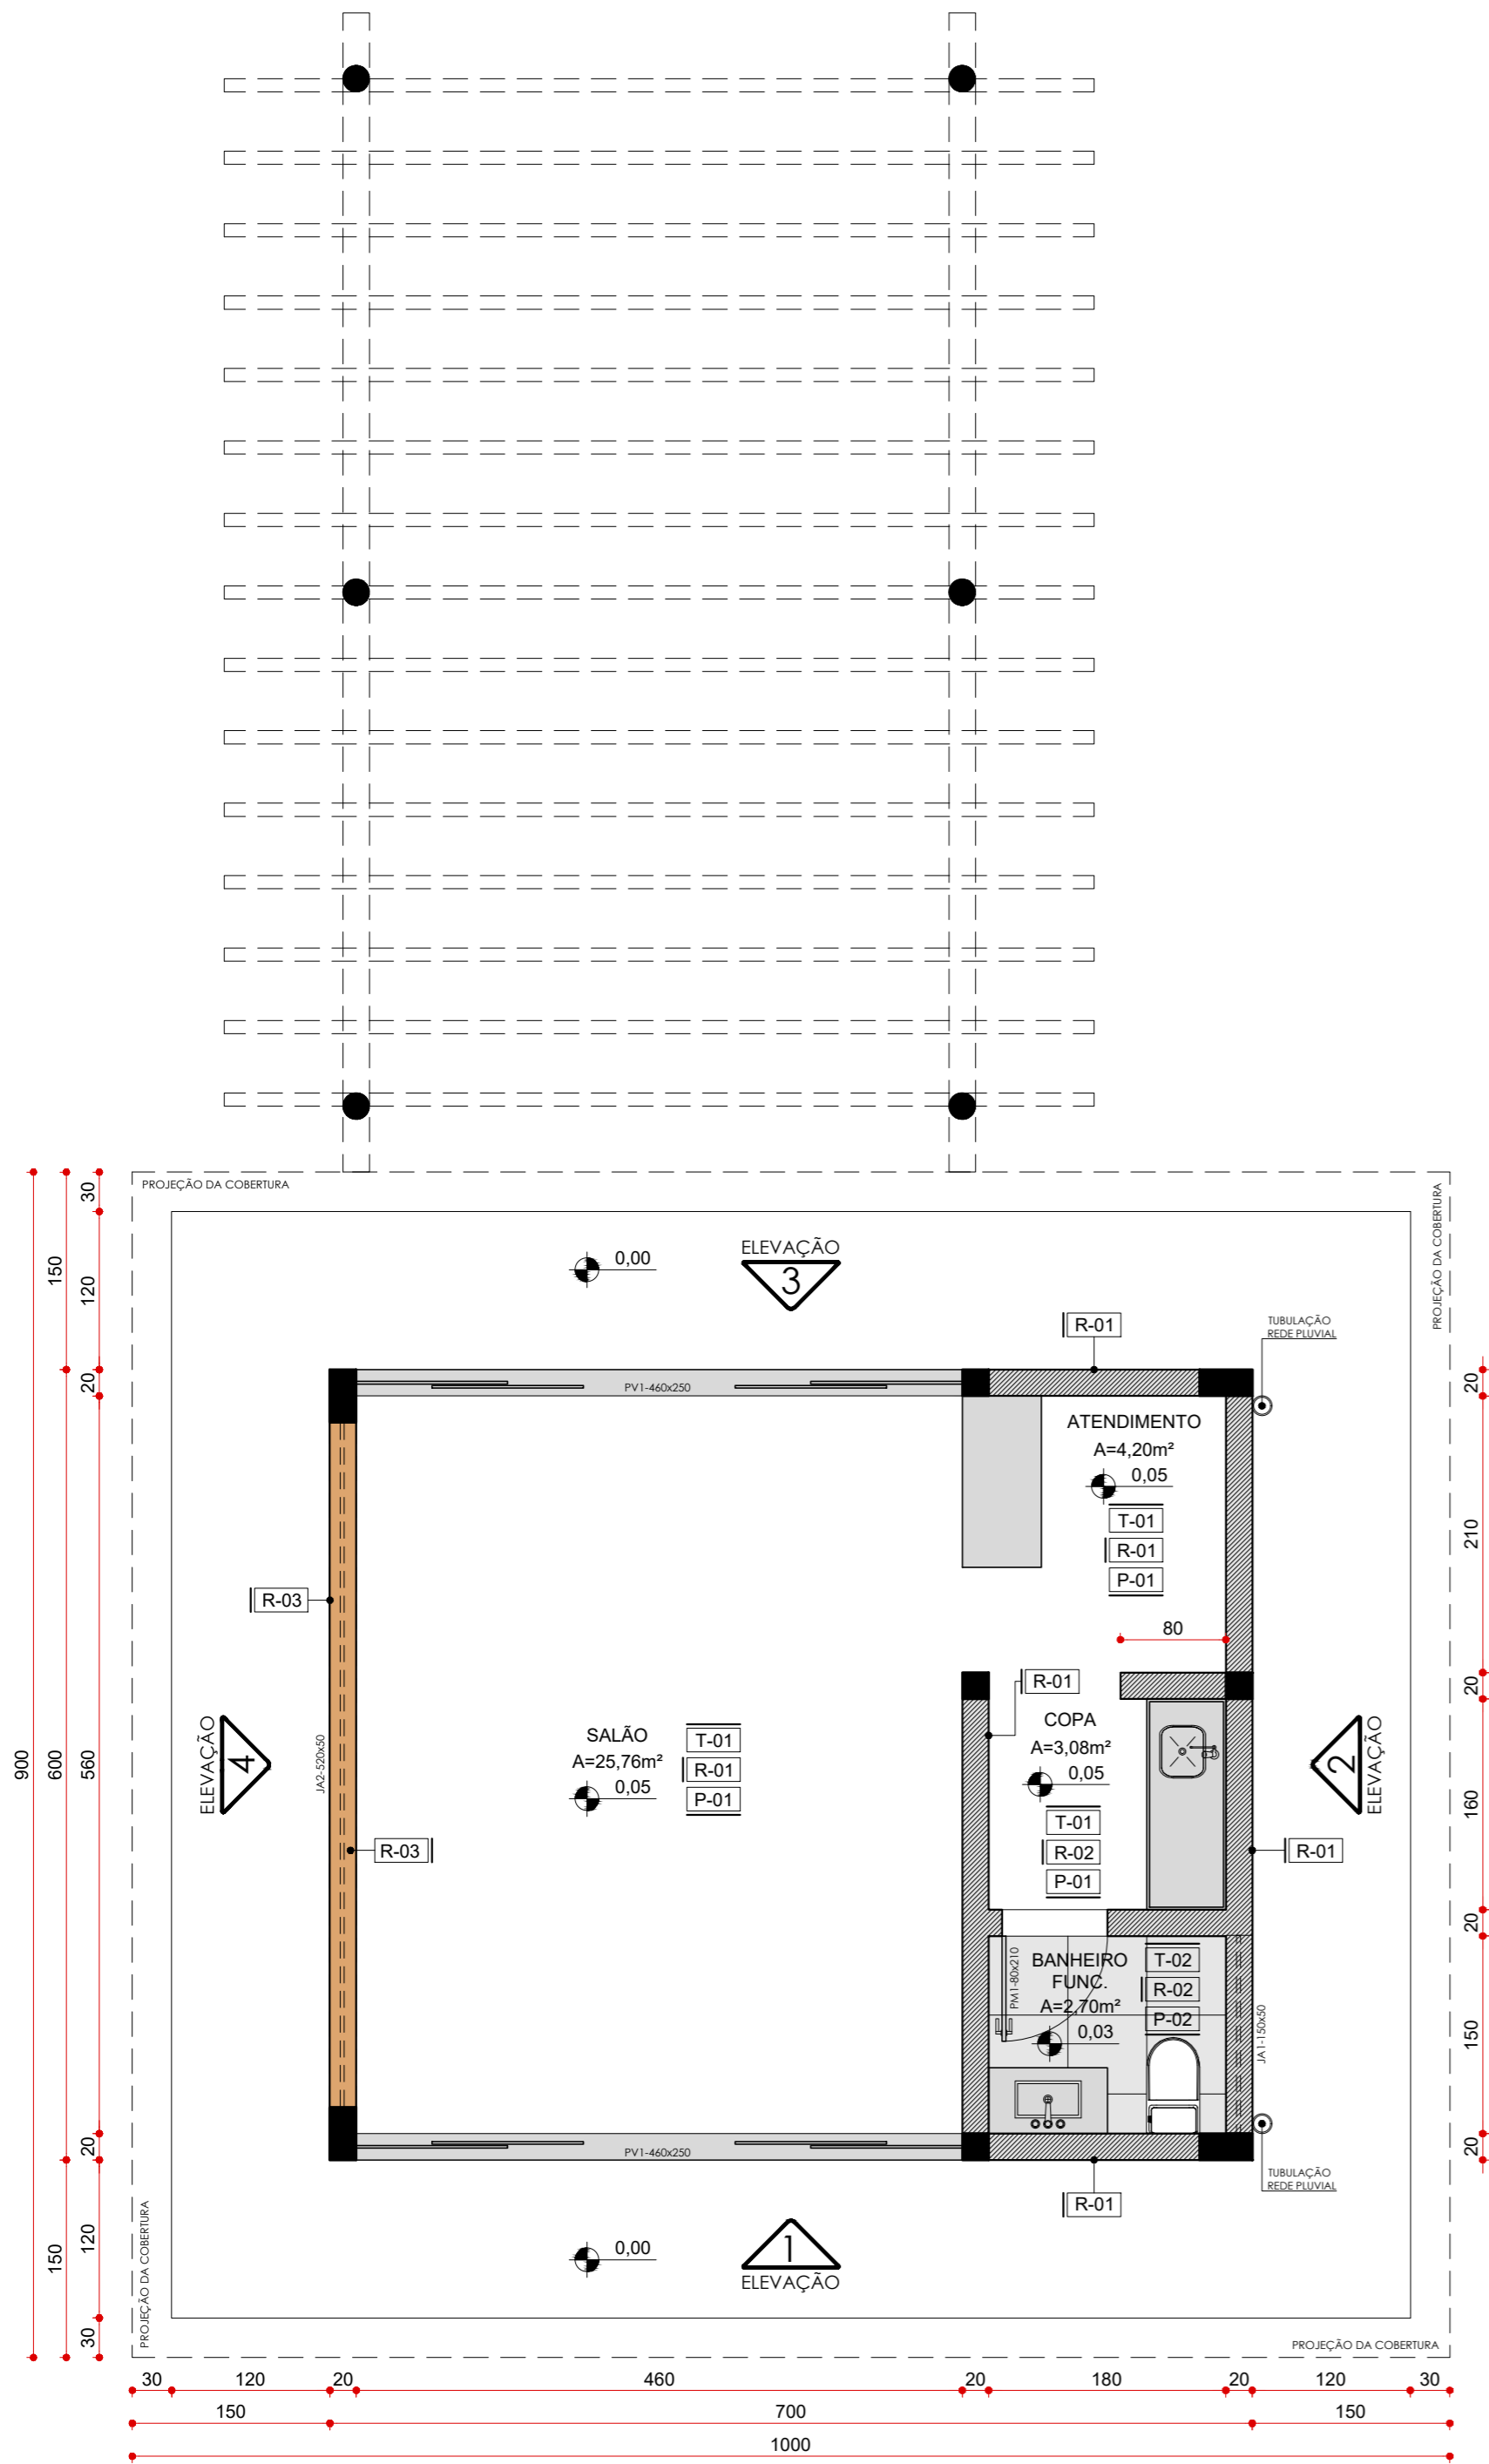 PROJEÇÃO DA COBERTURA
PROJEÇÃO DA COBERTURA
30
150
120
0,00
ELEVAÇÃO
3
R-01
TUBULAÇÃO
REDE PLUVIAL
20
PV1-460x250
20
ATENDIMENTO
A=4,20m²
0,05
T-01
R-01
P-01
210
R-03
80
20
R-01
900
600
560
ELEVAÇÃO
4
JA2-520x50
SALÃO
A=25,76m²
0,05
T-01
R-01
P-01
COPA
A=3,08m²
0,05
T-01
R-02
P-01
ELEVAÇÃO
2
160
R-03
R-01
20
PM1-80x210
BANHEIRO
FUNC.
A=2,70m²
0,03
T-02
R-02
P-02
JA1-150x50
150
20
PV1-460x250
20
TUBULAÇÃO
REDE PLUVIAL
R-01
150
120
0,00
1
ELEVAÇÃO
PROJEÇÃO DA COBERTURA
30
PROJEÇÃO DA COBERTURA
30 120 20 460 20 180 20 120 30
150 700 150
1000